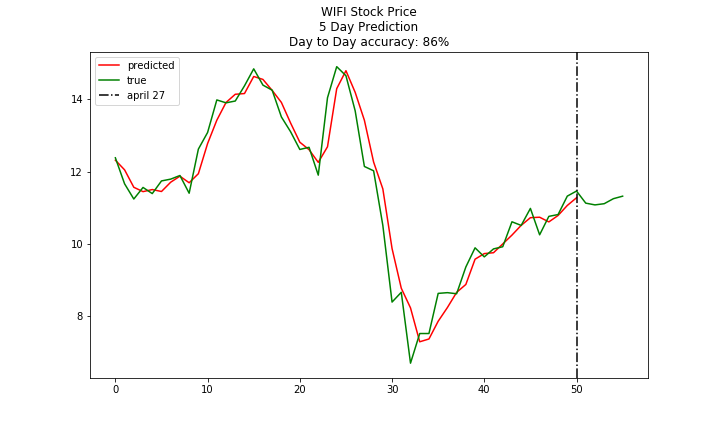 WIFI Stock Price
5 Day Prediction
Day to Day accuracy: 86%
predicted
true
april 27
14
12
10
8
0 10 20 30 40 50